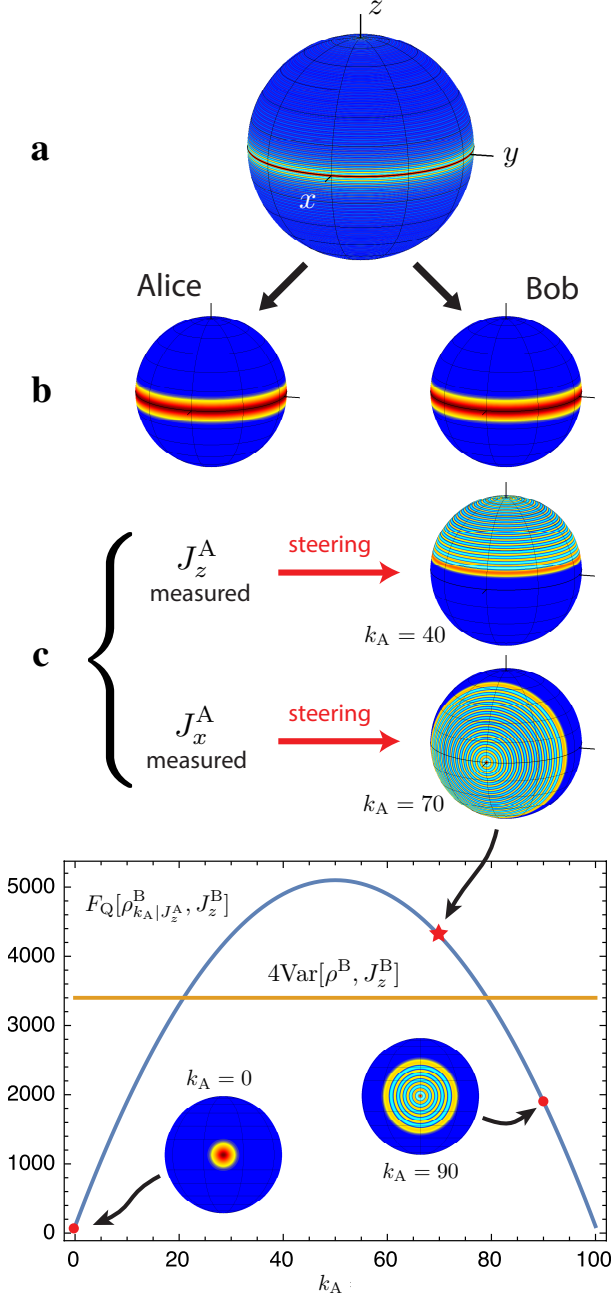 z
a
y
x
Alice
Bob
b
J_z^A
measured
steering
k_A = 40
c
J_x^A
measured
steering
k_A = 70
5000
F_Q[ρ^B_{k_A|J_z^A}, J_z^B]
4Var[ρ^B, J_z^B]
4000
3000
2000
k_A = 0
k_A = 90
1000
0
0 20 40 60 80 100
k_A